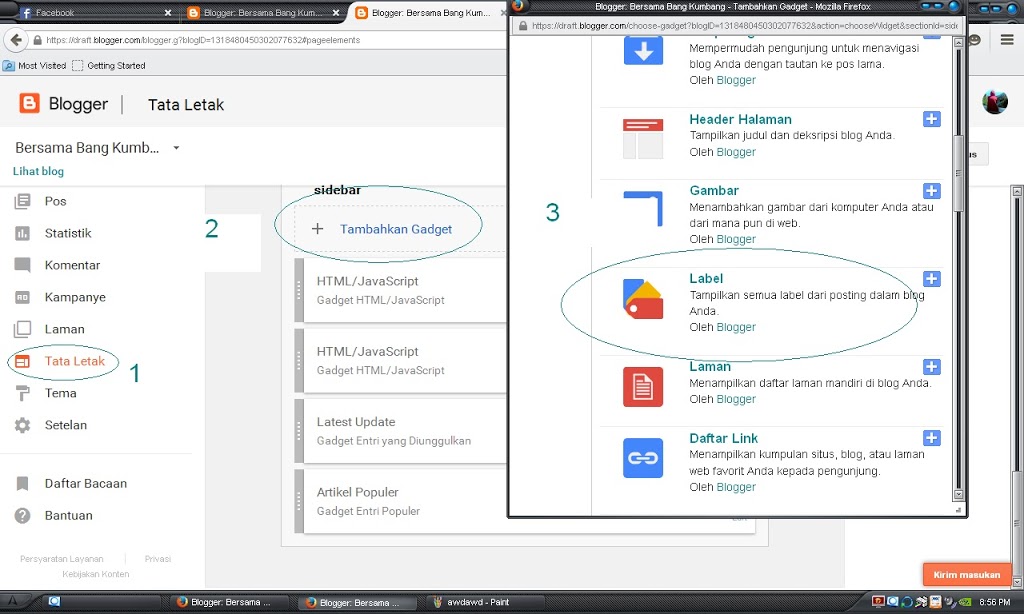 Facebook
Blogger: Bersama Bang Kum...
Blogger: Bersama Bang Kum...
https://draft.blogger.com/blogger.g?blogID=1318480450302077632#pageelements
Most Visited
Getting Started
Blogger
Tata Letak
Bersama Bang Kumb...
Lihat blog
Pos
Statistik
Komentar
Kampanye
Laman
Tata Letak
1
Tema
Setelan
Daftar Bacaan
Bantuan
Persyaratan Layanan
Privasi
Kebijakan Konten
2
sidebar
+ Tambahkan Gadget
HTML/JavaScript
Gadget HTML/JavaScript
HTML/JavaScript
Gadget HTML/JavaScript
Latest Update
Gadget Entri yang Diunggulkan
Artikel Populer
Gadget Entri Populer
Blogger: Bersama Bang Kumbang - Tambahkan Gadget - Mozilla Firefox
https://draft.blogger.com/choose-gadget?blogID=1318480450302077632&action=chooseWidget&sectionId=side
Mempermudah pengunjung untuk menavigasi
blog Anda dengan tautan ke pos lama.
Oleh Blogger
Header Halaman
Tampilkan judul dan deksripsi blog Anda.
Oleh Blogger
3
Gambar
Menambahkan gambar dari komputer Anda atau
dari mana pun di web.
Oleh Blogger
Label
Tampilkan semua label dari posting dalam blog
Anda.
Oleh Blogger
Laman
Menampilkan daftar laman mandiri di blog Anda.
Oleh Blogger
Daftar Link
Menampilkan kumpulan situs, blog, atau laman
web favorit Anda kepada pengunjung.
Oleh Blogger
Kirim masukan
Blogger: Bersama ...
Blogger: Bersama ...
awdawd - Paint
8:56 PM